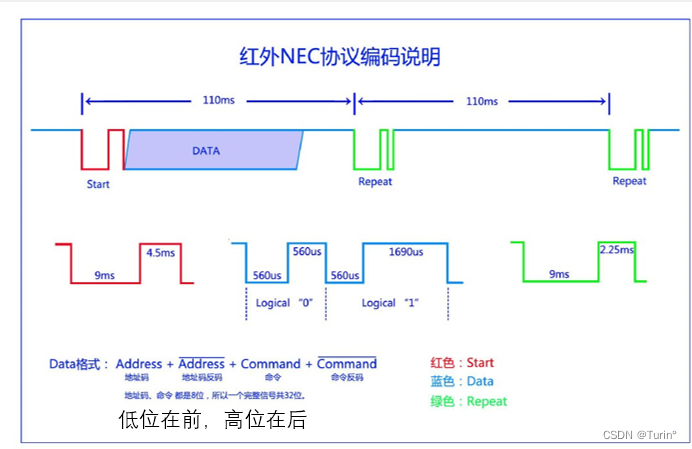 红外NEC协议编码说明
110ms 110ms
DATA
Start Repeat Repeat
4.5ms 560us 1690us 2.25ms
9ms 560us 560us 9ms
Logical “0” Logical “1”
Data格式：Address + Address + Command + Command
地址码 地址码反码 命令 命令反码
地址码、命令 都是8位，所以一个完整信号共32位。
低位在前，高位在后
红色：Start
蓝色：Data
绿色：Repeat
CSDN @Turin°